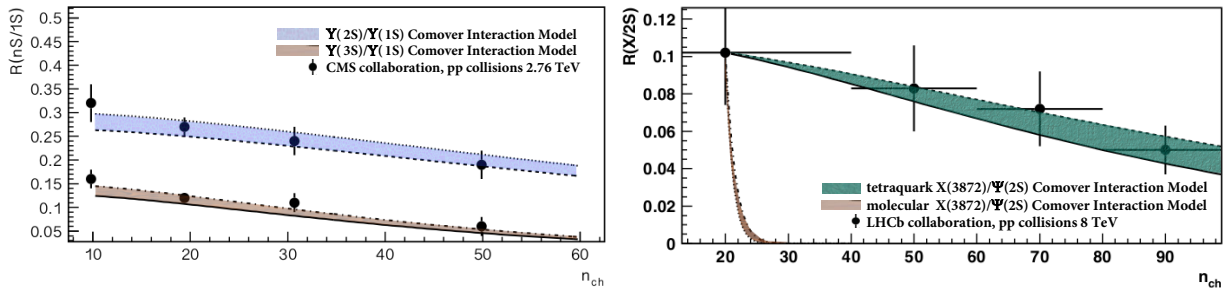 R(nS/1S)
0.5
0.45
0.4
0.35
0.3
0.25
0.2
0.15
0.1
0.05
ϒ(2S)/ϒ(1S) Comover Interaction Model
ϒ(3S)/ϒ(1S) Comover Interaction Model
CMS collaboration, pp collisions 2.76 TeV
10 20 30 40 50 60
n_ch
R(X/2S)
0.12
0.1
0.08
0.06
0.04
0.02
0
tetraquark X(3872)/Ψ(2S) Comover Interaction Model
molecular X(3872)/Ψ(2S) Comover Interaction Model
LHCb collaboration, pp collisions 8 TeV
20 30 40 50 60 70 80 90
n_ch